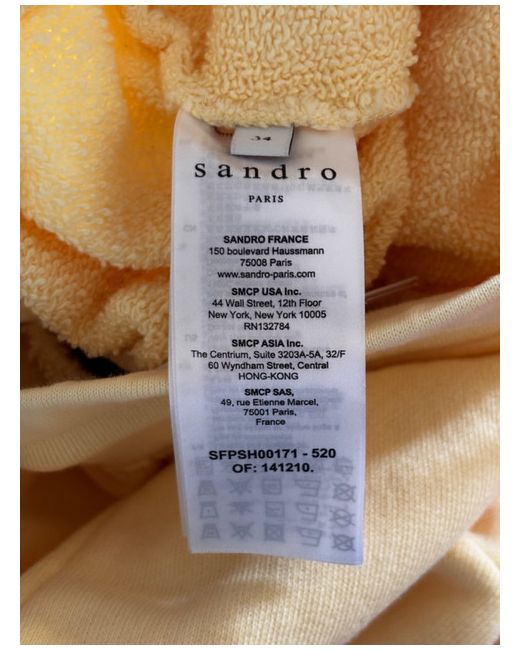 34
sandro
PARIS
SANDRO FRANCE
150 boulevard Haussmann
75008 Paris
www.sandro-paris.com
SMCP USA Inc.
44 Wall Street, 12th Floor
New York, New York 10005
RN132784
SMCP ASIA Inc.
The Centrium, Suite 3203A-5A, 32/F
60 Wyndham Street, Central
HONG-KONG
SMCP SAS,
49, rue Etienne Marcel,
75001 Paris,
France
SFPSH00171 - 520
OF: 141210.